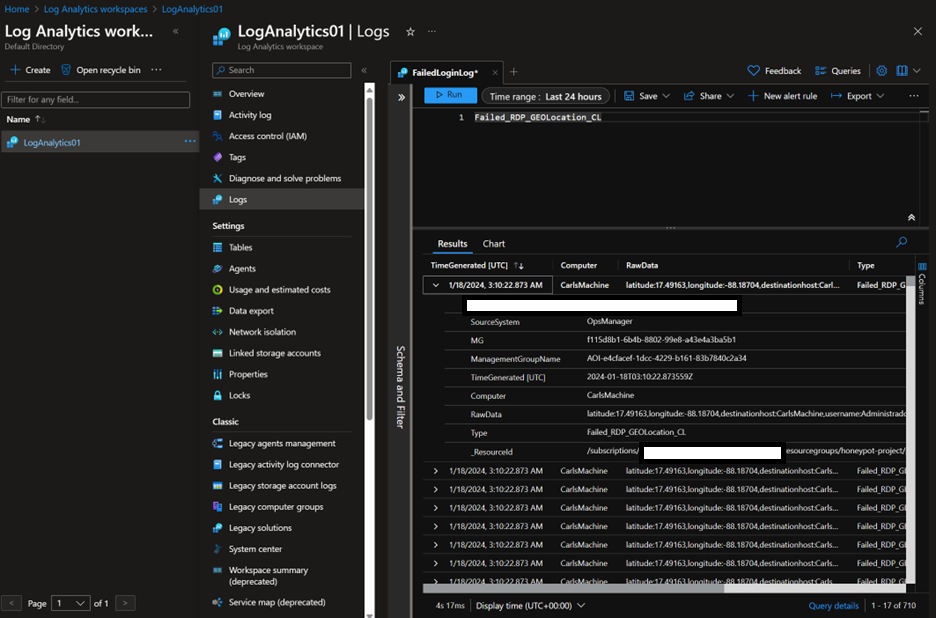 Home > Log Analytics workspaces > LogAnalytics01
Log Analytics work... «
Default Directory
+ Create Open recycle bin ...
Filter for any field...
Name ↑↓
LogAnalytics01 ...
< Page 1 of 1 >
LogAnalytics01 | Logs ☆ ...
Log Analytics workspace
Search «
Overview
Activity log
Access control (IAM)
Tags
Diagnose and solve problems
Logs
Settings
Tables
Agents
Usage and estimated costs
Data export
Network isolation
Linked storage accounts
Properties
Locks
Classic
Legacy agents management
Legacy activity log connector
Legacy storage account logs
Legacy computer groups
Legacy solutions
System center
Workspace summary
(deprecated)
Service map (deprecated)
FailedLoginLog* × +
Feedback Queries
» Run Time range : Last 24 hours Save Share + New alert rule Export ...
1 Failed_RDP_GEOLocation_CL
Schema and Filter
Results Chart
TimeGenerated [UTC] ↑↓ Computer RawData Type
Columns
1/18/2024, 3:10:22.873 AM CarlsMachine latitude:17.49163,longitude:-88.18704,destinationhost:Carl... Failed_RDP_G
SourceSystem OpsManager
MG f115d8b1-6b4b-8802-99e8-a43e4a3ba5b1
ManagementGroupName AOI-e4cfacef-1dcc-4229-b161-83b7840c2a34
TimeGenerated [UTC] 2024-01-18T03:10:22.873559Z
Computer CarlsMachine
RawData latitude:17.49163,longitude:-88.18704,destinationhost:CarlsMachine,username:Administrado
Type Failed_RDP_GEOLocation_CL
_ResourceId /subscriptions/ esourcegroups/honeypot-project/
1/18/2024, 3:10:22.873 AM CarlsMachine latitude:17.49163,longitude:-88.18704,destinationhost:Carls... Failed_RDP_GI
1/18/2024, 3:10:22.873 AM CarlsMachine latitude:17.49163,longitude:-88.18704,destinationhost:Carls... Failed_RDP_GI
1/18/2024, 3:10:22.873 AM CarlsMachine latitude:17.49163,longitude:-88.18704,destinationhost:Carls... Failed_RDP_GI
1/18/2024, 3:10:22.873 AM CarlsMachine latitude:17.49163,longitude:-88.18704,destinationhost:Carls... Failed_RDP_GI
1/18/2024, 3:10:22.873 AM CarlsMachine latitude:17.49163,longitude:-88.18704,destinationhost:Carls... Failed_RDP_GI
1/18/2024, 3:10:22.873 AM CarlsMachine latitude:17.49163,longitude:-88.18704,destinationhost:Carls... Failed_RDP_GI
1/18/2024, 3:10:22.873 AM CarlsMachine latitude:17.49163,longitude:-88.18704,destinationhost:Carls... Failed_RDP_GI
4s 17ms Display time (UTC+00:00) Query details 1 - 17 of 710